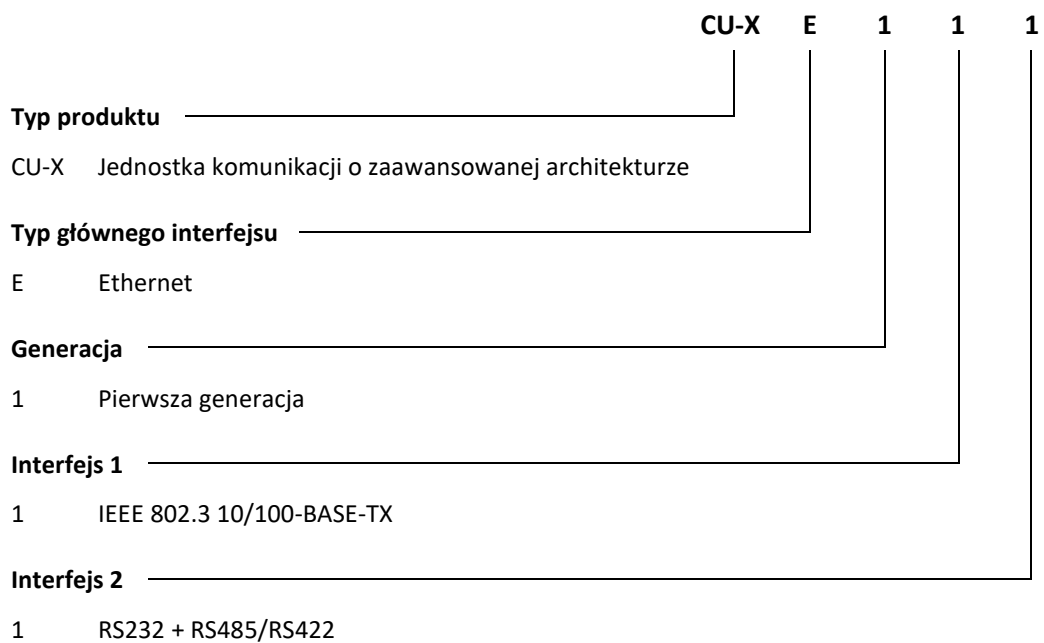 CU-X E 1 1 1
Typ produktu
CU-X Jednostka komunikacji o zaawansowanej architekturze
Typ głównego interfejsu
E Ethernet
Generacja
1 Pierwsza generacja
Interfejs 1
1 IEEE 802.3 10/100-BASE-TX
Interfejs 2
1 RS232 + RS485/RS422